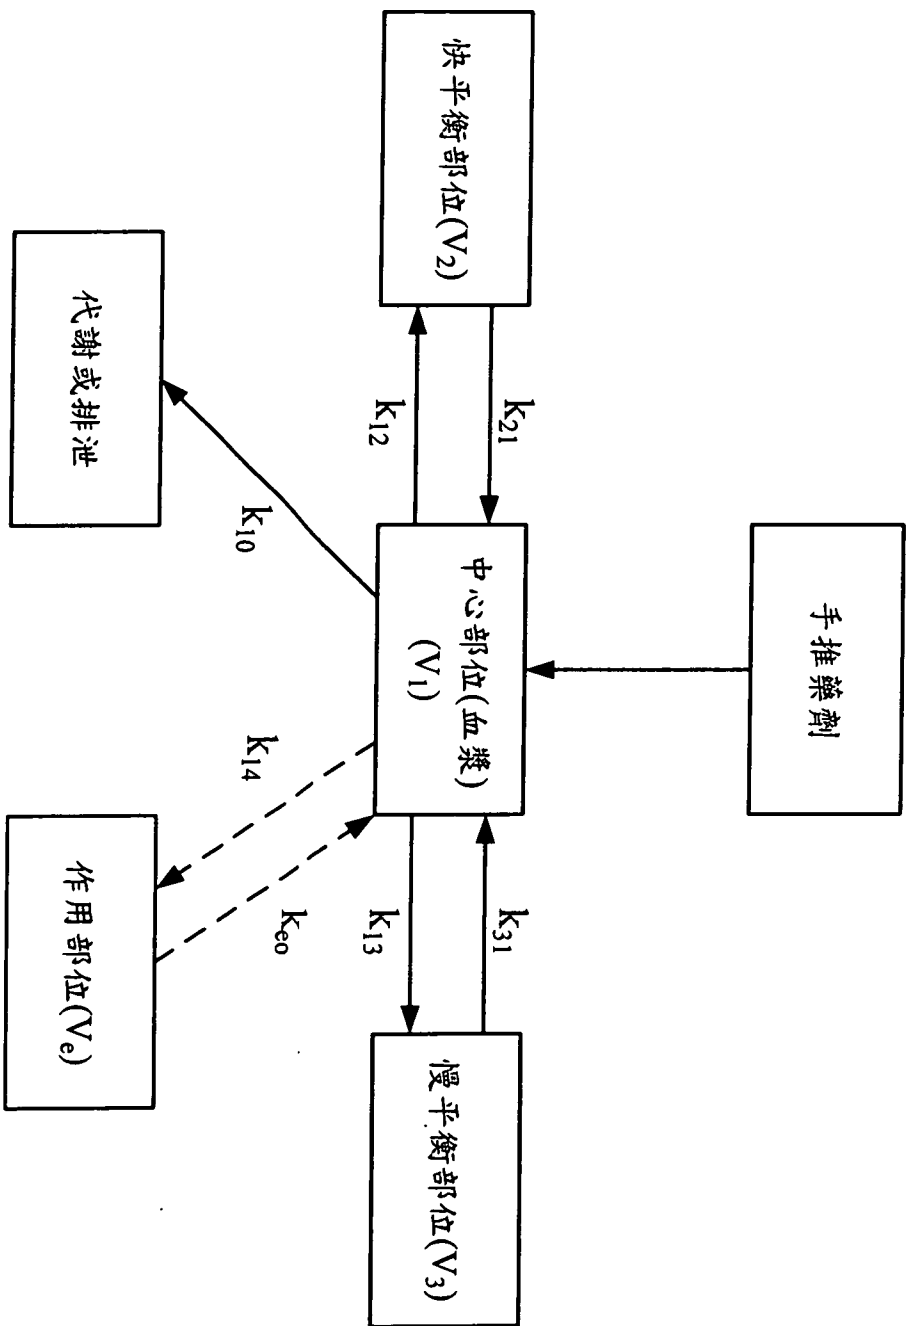 手推藥劑
快平衡部位(V₂)
k₂₁
k₁₂
中心部位(血漿)
(V₁)
k₃₁
k₁₃
慢平衡部位(V₃)
k₁₀
k₁₄
kₑₒ
代謝或排泄
作用部位(Vₑ)